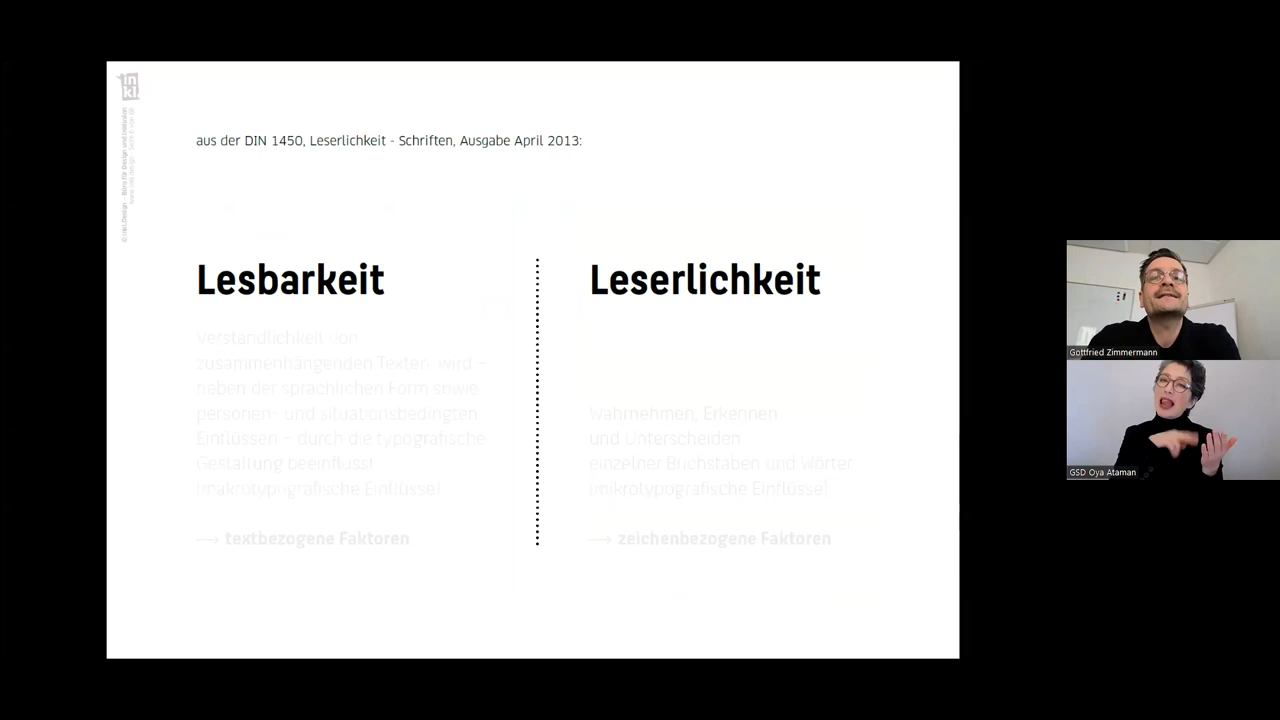 inkl.
aus der DIN 1450, Leserlichkeit - Schriften, Ausgabe April 2013:
Lesbarkeit
Verständlichkeit von
zusammenhängenden Texten, wird –
neben der sprachlichen Form sowie
personen- und situationsbedingten
Einflüssen – durch die typografische
Gestaltung beeinflusst
(makrotypografische Einflüsse)
→ textbezogene Faktoren
Leserlichkeit
Wahrnehmen, Erkennen
und Unterscheiden
einzelner Buchstaben und Wörter
(mikrotypografische Einflüsse)
→ zeichenbezogene Faktoren
Gottfried Zimmermann
GSD Oya Ataman